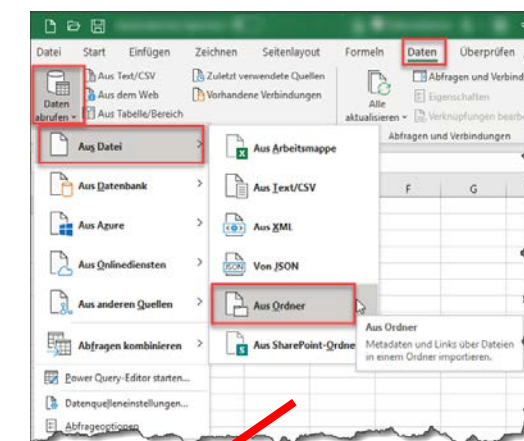 Datei Start Einfügen Zeichnen Seitenlayout Formeln Daten Überprüfen
Daten abrufen
Aus Text/CSV
Aus dem Web
Aus Tabelle/Bereich
Zuletzt verwendete Quellen
Vorhandene Verbindungen
Alle
aktualisieren
Abfragen und Verbind
Eigenschaften
Verknüpfungen bearbe
Abfragen und Verbindungen
Aus Datei
Aus Datenbank
Aus Azure
Aus Onlinediensten
Aus anderen Quellen
Abfragen kombinieren
Power Query-Editor starten...
Datenquelleneinstellungen...
Abfrageoptionen
Aus Arbeitsmappe
Aus Text/CSV
Aus XML
JSON Von JSON
Aus Ordner
Aus SharePoint-Ordne
F G
Aus Ordner
Metadaten und Links über Dateien
in einem Ordner importieren.